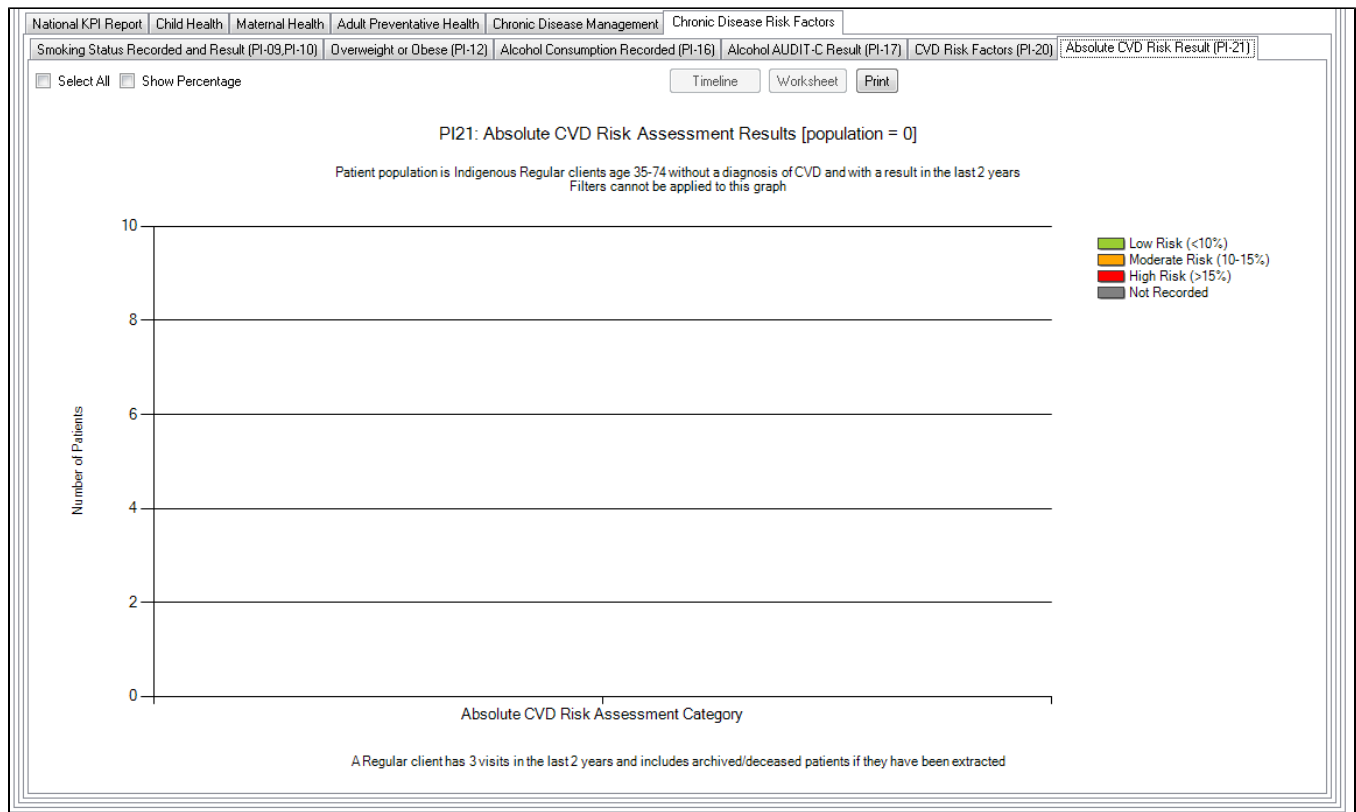 National KPI Report Child Health Maternal Health Adult Preventative Health Chronic Disease Management Chronic Disease Risk Factors
Smoking Status Recorded and Result (PI-09,PI-10) Overweight or Obese (PI-12) Alcohol Consumption Recorded (PI-16) Alcohol AUDIT-C Result (PI-17) CVD Risk Factors (PI-20) Absolute CVD Risk Result (PI-21)
Select All Show Percentage Timeline Worksheet Print
PI21: Absolute CVD Risk Assessment Results [population = 0]
Patient population is Indigenous Regular clients age 35-74 without a diagnosis of CVD and with a result in the last 2 years
Filters cannot be applied to this graph
10
8
6
4
2
0
Number of Patients
Low Risk (<10%)
Moderate Risk (10-15%)
High Risk (>15%)
Not Recorded
Absolute CVD Risk Assessment Category
A Regular client has 3 visits in the last 2 years and includes archived/deceased patients if they have been extracted